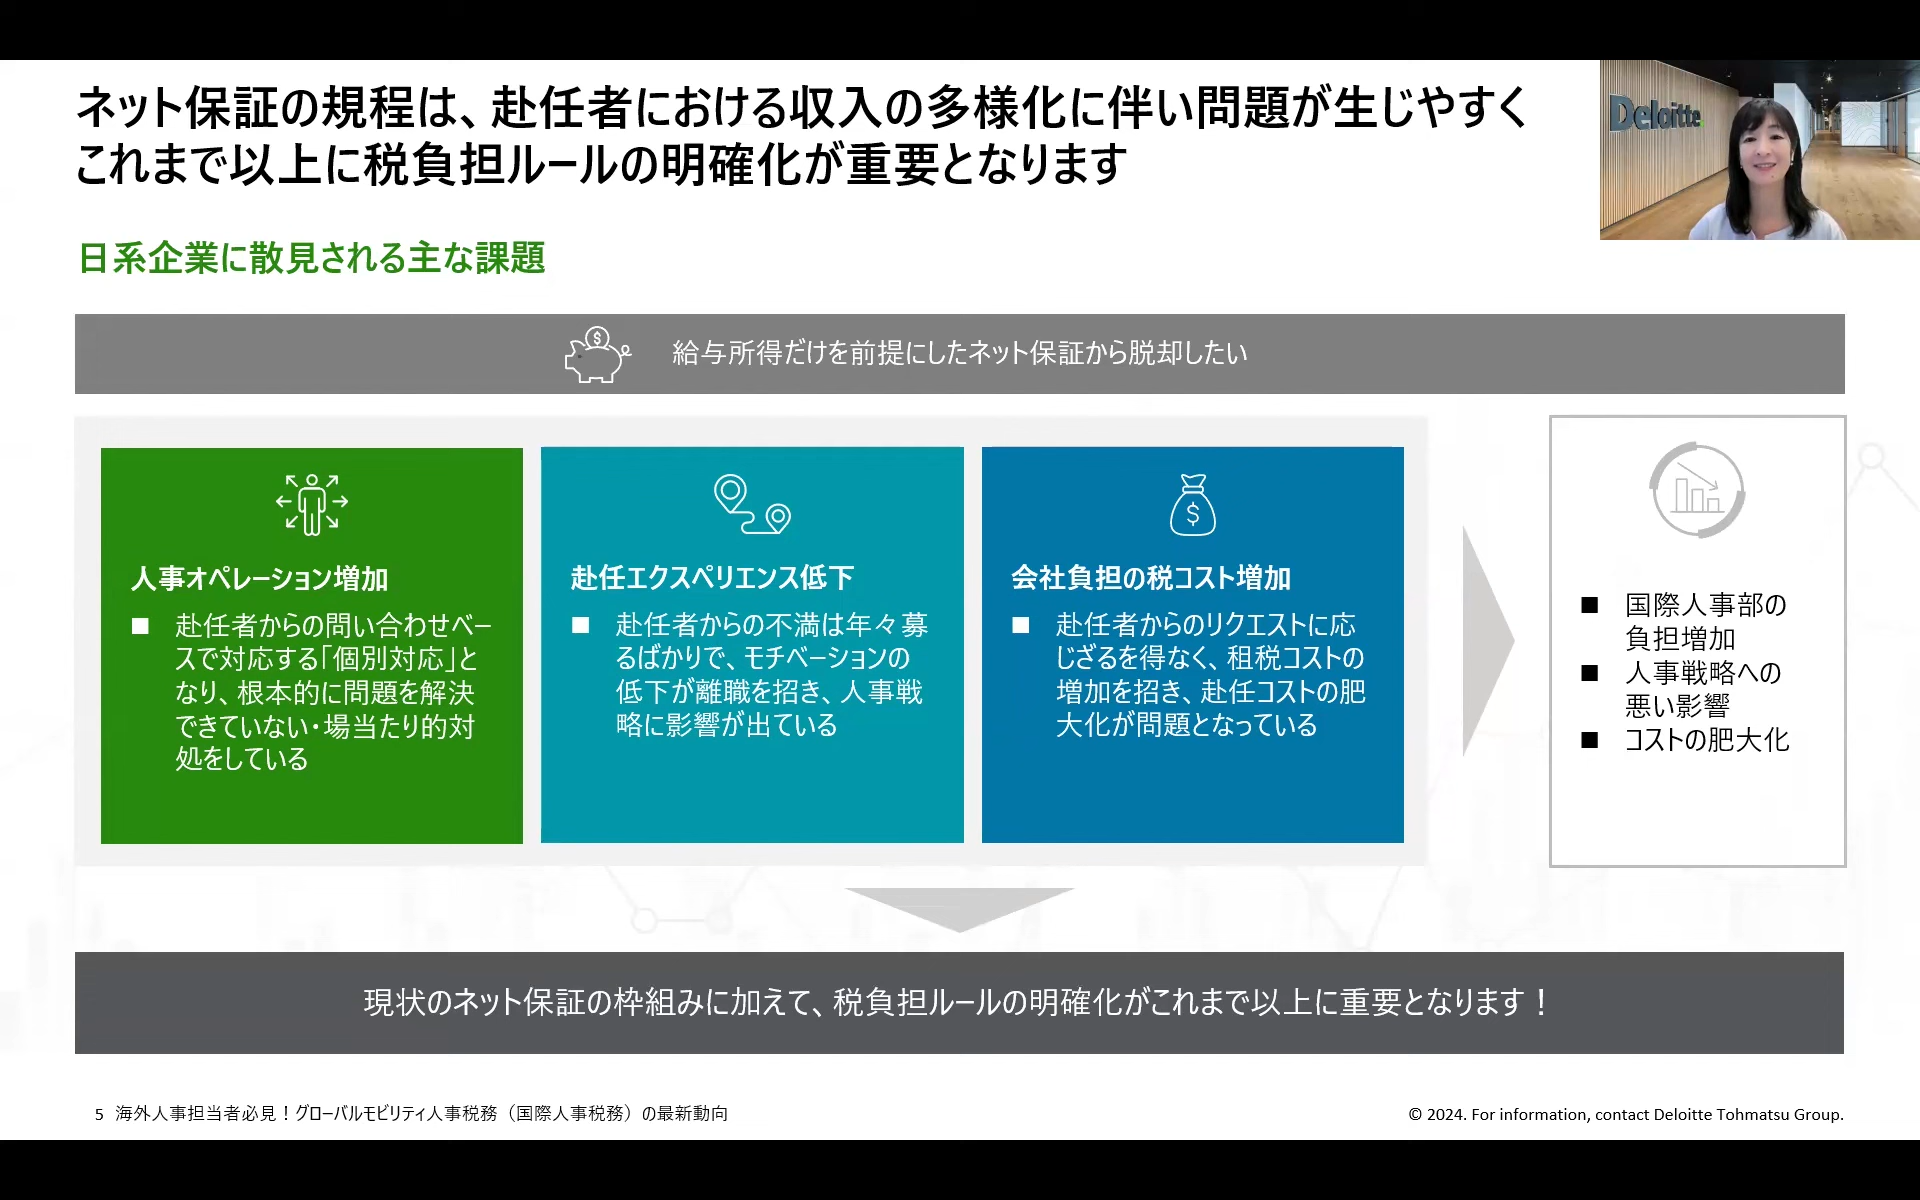 ネット保証の規程は、赴任者における収入の多様化に伴い問題が生じやすく
これまで以上に税負担ルールの明確化が重要となります
Deloitte.
日系企業に散見される主な課題
給与所得だけを前提にしたネット保証から脱却したい
人事オペレーション増加
■ 赴任者からの問い合わせベー
スで対応する「個別対応」と
なり、根本的に問題を解決
できていない・場当たり的対
処をしている
赴任エクスペリエンス低下
■ 赴任者からの不満は年々募
るばかりで、モチベーションの
低下が離職を招き、人事戦
略に影響が出ている
会社負担の税コスト増加
■ 赴任者からのリクエストに応
じざるを得なく、租税コストの
増加を招き、赴任コストの肥
大化が問題となっている
■ 国際人事部の
負担増加
■ 人事戦略への
悪い影響
■ コストの肥大化
現状のネット保証の枠組みに加えて、税負担ルールの明確化がこれまで以上に重要となります！
5 海外人事担当者必見！グローバルモビリティ人事税務（国際人事税務）の最新動向
© 2024. For information, contact Deloitte Tohmatsu Group.